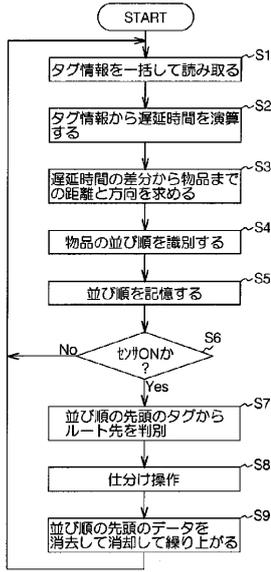 START
S1
タグ情報を一括して読み取る
S2
タグ情報から遅延時間を演算
する
S3
遅延時間の差分から物品まで
の距離と方向を求める
S4
物品の並び順を識別する
S5
並び順を記憶する
S6
センサONか
?
No
Yes
S7
並び順の先頭のタグから
ルート先を判別
S8
仕分け操作
S9
並び順の先頭のデータを
消去して消却して繰り上がる